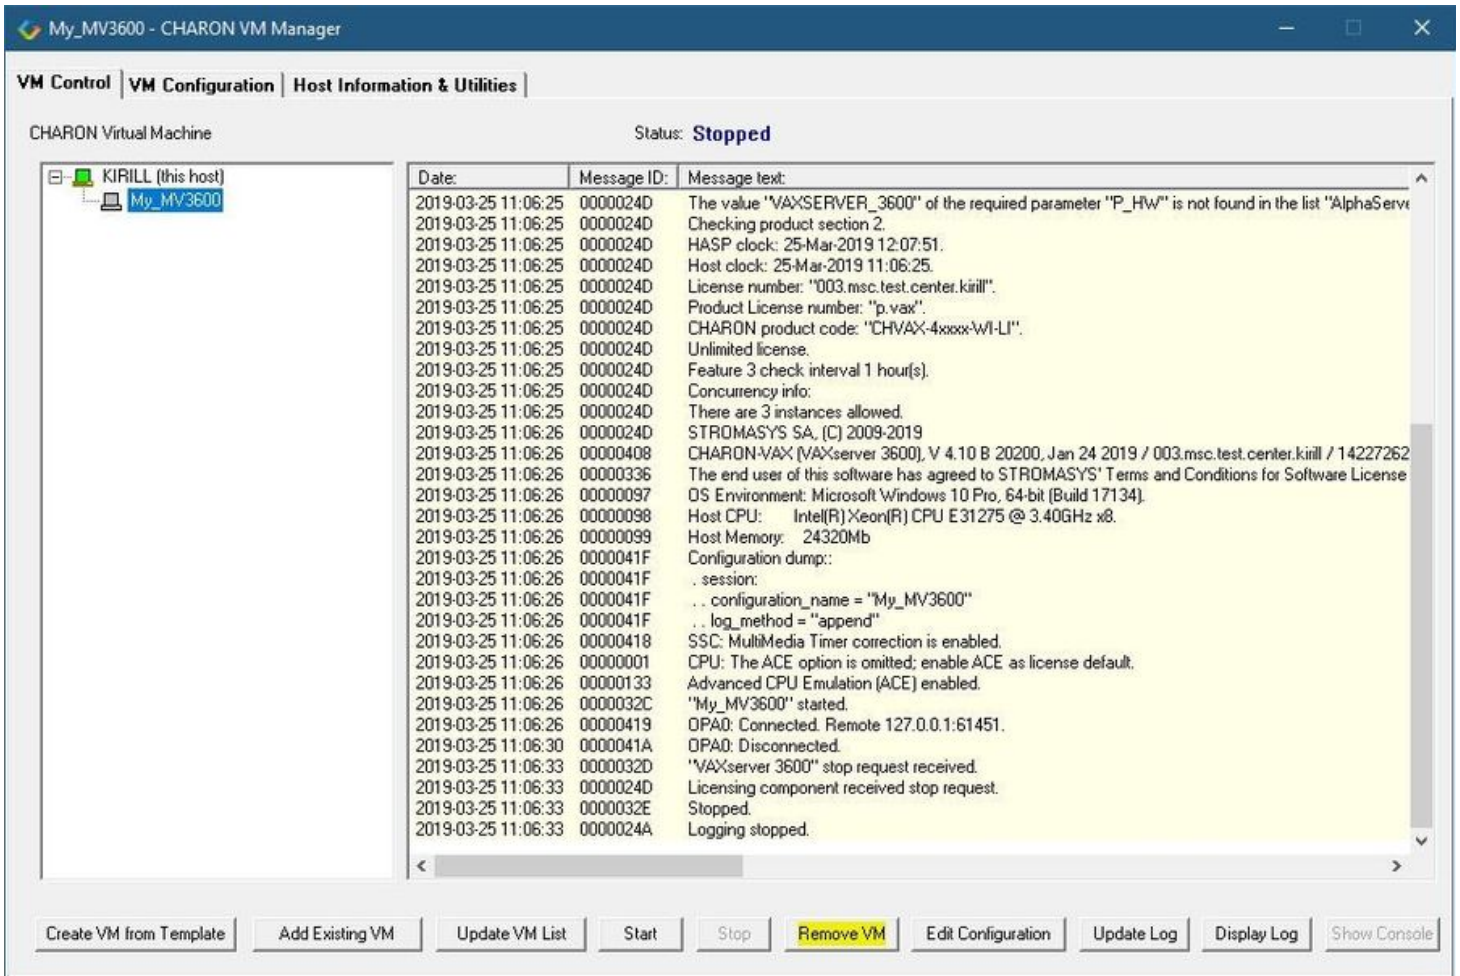 My_MV3600 - CHARON VM Manager
VM Control
VM Configuration
Host Information & Utilities
CHARON Virtual Machine
Status: Stopped
KIRILL (this host)
My_MV3600
Date: Message ID: Message text:
2019-03-25 11:06:25 0000024D The value "VAXSERVER_3600" of the required parameter "P_HW" is not found in the list "AlphaServe
2019-03-25 11:06:25 0000024D Checking product section 2.
2019-03-25 11:06:25 0000024D HASP clock: 25-Mar-2019 12:07:51.
2019-03-25 11:06:25 0000024D Host clock: 25-Mar-2019 11:06:25.
2019-03-25 11:06:25 0000024D License number: "003.msc.test.center.kirill".
2019-03-25 11:06:25 0000024D Product License number: "p.vax".
2019-03-25 11:06:25 0000024D CHARON product code: "CHVAX-4xxxx-WI-LI".
2019-03-25 11:06:25 0000024D Unlimited license.
2019-03-25 11:06:25 0000024D Feature 3 check interval 1 hour(s).
2019-03-25 11:06:25 0000024D Concurrency info:
2019-03-25 11:06:25 0000024D There are 3 instances allowed.
2019-03-25 11:06:26 0000024D STROMASYS SA, (C) 2009-2019
2019-03-25 11:06:26 00000408 CHARON-VAX (VAXserver 3600), V 4.10 B 20200, Jan 24 2019 / 003.msc.test.center.kirill / 14227262
2019-03-25 11:06:26 00000336 The end user of this software has agreed to STROMASYS' Terms and Conditions for Software License
2019-03-25 11:06:26 00000097 OS Environment: Microsoft Windows 10 Pro, 64-bit (Build 17134).
2019-03-25 11:06:26 00000098 Host CPU: Intel(R) Xeon(R) CPU E31275 @ 3.40GHz x8.
2019-03-25 11:06:26 00000099 Host Memory: 24320Mb
2019-03-25 11:06:26 0000041F Configuration dump::
2019-03-25 11:06:26 0000041F . session:
2019-03-25 11:06:26 0000041F . . configuration_name = "My_MV3600"
2019-03-25 11:06:26 0000041F . . log_method = "append"
2019-03-25 11:06:26 00000418 SSC: MultiMedia Timer correction is enabled.
2019-03-25 11:06:26 00000001 CPU: The ACE option is omitted; enable ACE as license default.
2019-03-25 11:06:26 00000133 Advanced CPU Emulation (ACE) enabled.
2019-03-25 11:06:26 0000032C "My_MV3600" started.
2019-03-25 11:06:26 00000419 OPA0: Connected. Remote 127.0.0.1:61451.
2019-03-25 11:06:30 0000041A OPA0: Disconnected.
2019-03-25 11:06:33 0000032D "VAXserver 3600" stop request received.
2019-03-25 11:06:33 0000024D Licensing component received stop request.
2019-03-25 11:06:33 0000032E Stopped.
2019-03-25 11:06:33 0000024A Logging stopped.
Create VM from Template
Add Existing VM
Update VM List
Start
Stop
Remove VM
Edit Configuration
Update Log
Display Log
Show Console